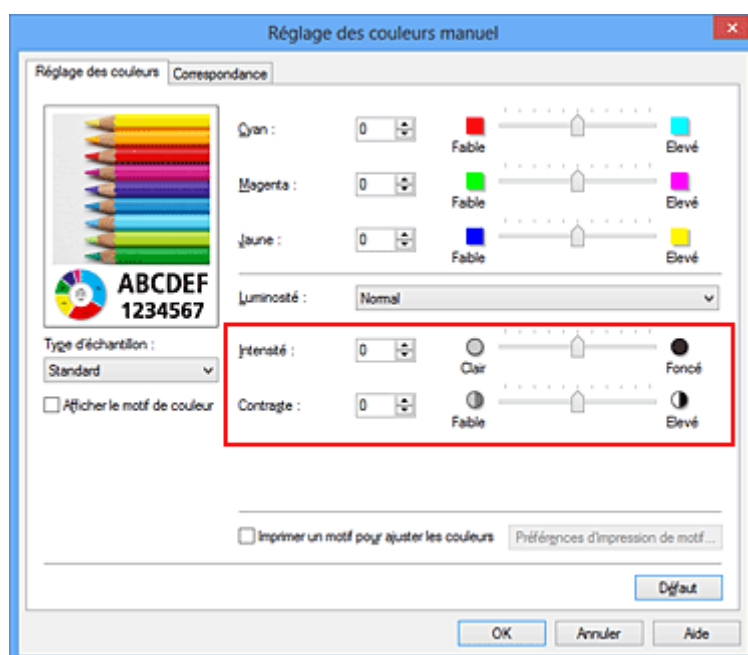 Réglage des couleurs manuel
Réglage des couleurs
Correspondance
Cyan :
0
Faible
Elevé
Magenta :
0
Faible
Elevé
Jaune :
0
Faible
Elevé
ABCDEF
1234567
Luminosité :
Normal
Type d'échantillon :
Standard
Afficher le motif de couleur
Intensité :
0
Clair
Foncé
Contraste :
0
Faible
Elevé
Imprimer un motif pour ajuster les couleurs
Préférences d'impression de motif...
Défaut
OK
Annuler
Aide